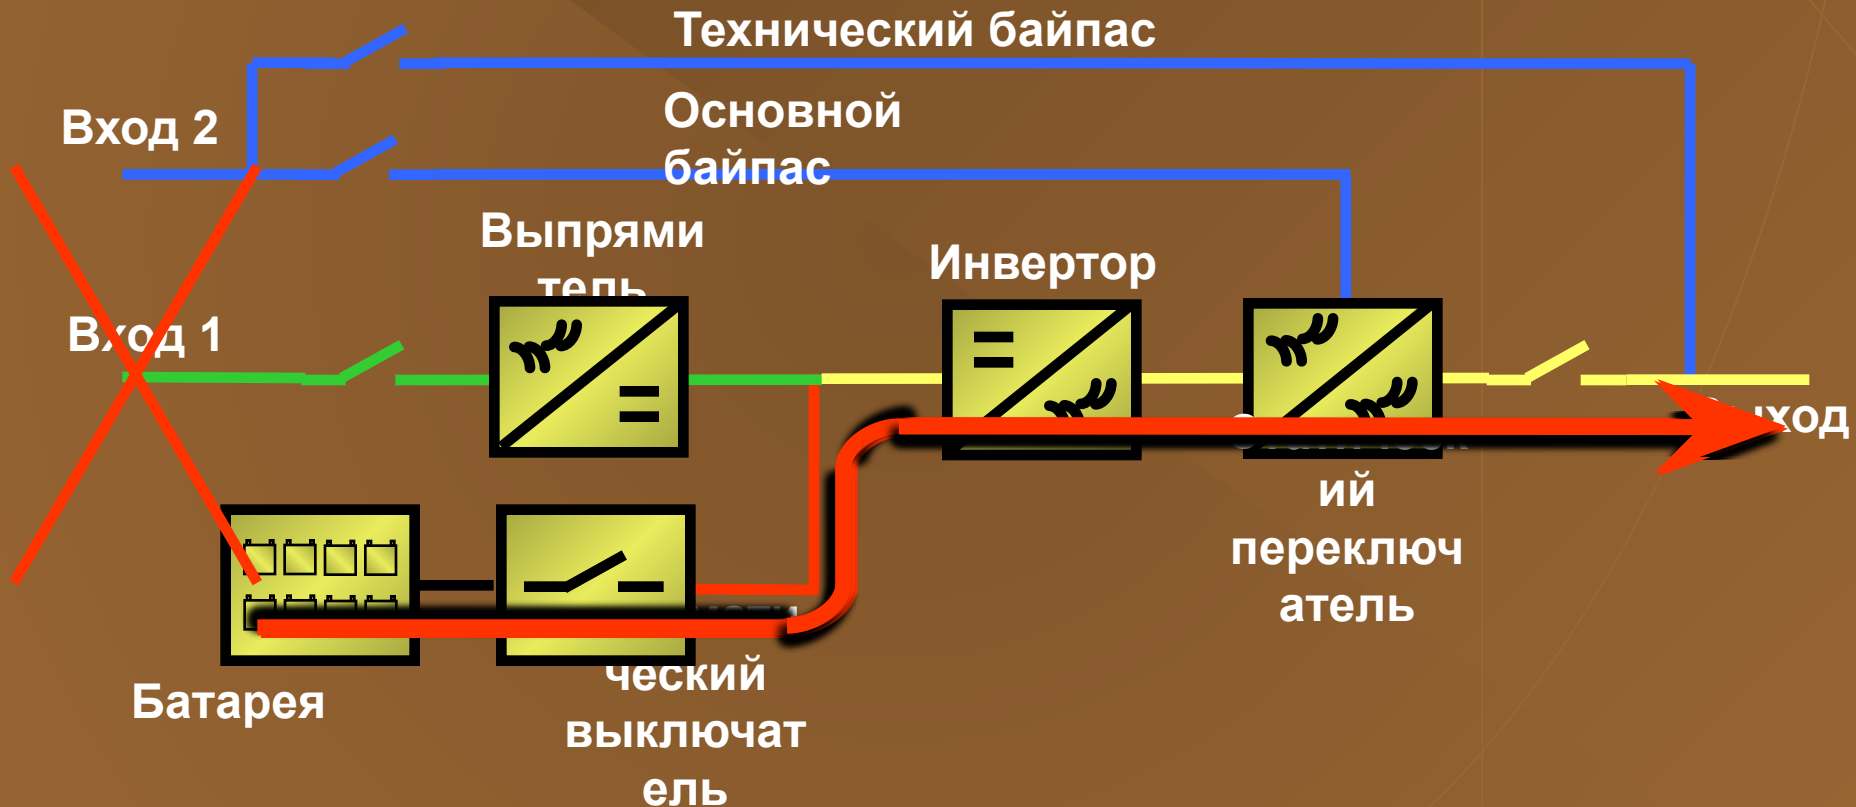 Технический байпас
Основной
байпас
Вход 2
Выпрями
тель
Инвертор
Вход 1
ий
переключ
атель
ческий
выключат
ель
Батарея